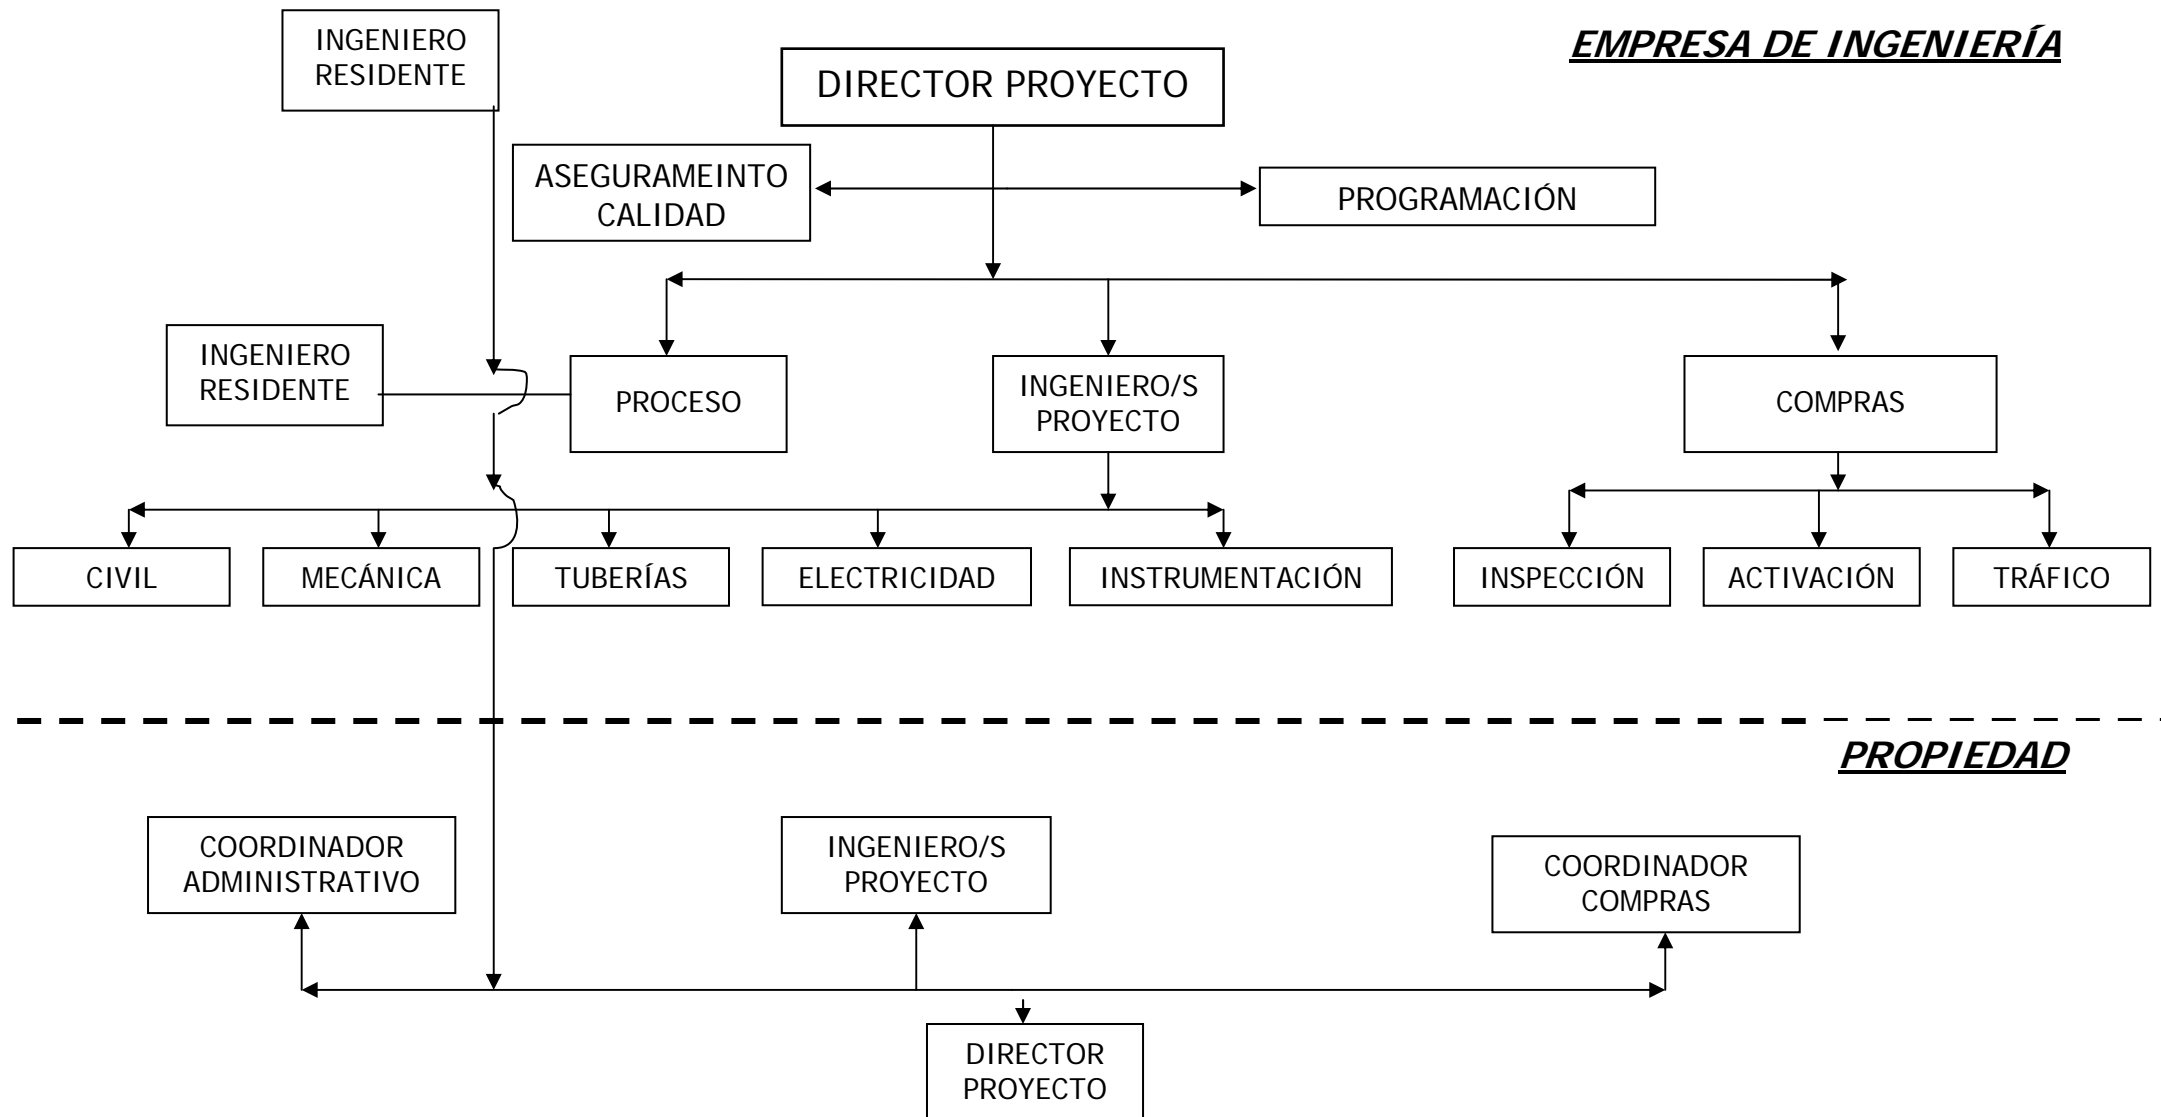 INGENIERO
RESIDENTE
EMPRESA DE INGENIERÍA
DIRECTOR PROYECTO
ASEGURAMEINTO
CALIDAD
PROGRAMACIÓN
INGENIERO
RESIDENTE
PROCESO
INGENIERO/S
PROYECTO
COMPRAS
CIVIL
MECÁNICA
TUBERÍAS
ELECTRICIDAD
INSTRUMENTACIÓN
INSPECCIÓN
ACTIVACIÓN
TRÁFICO
PROPIEDAD
COORDINADOR
ADMINISTRATIVO
INGENIERO/S
PROYECTO
COORDINADOR
COMPRAS
DIRECTOR
PROYECTO